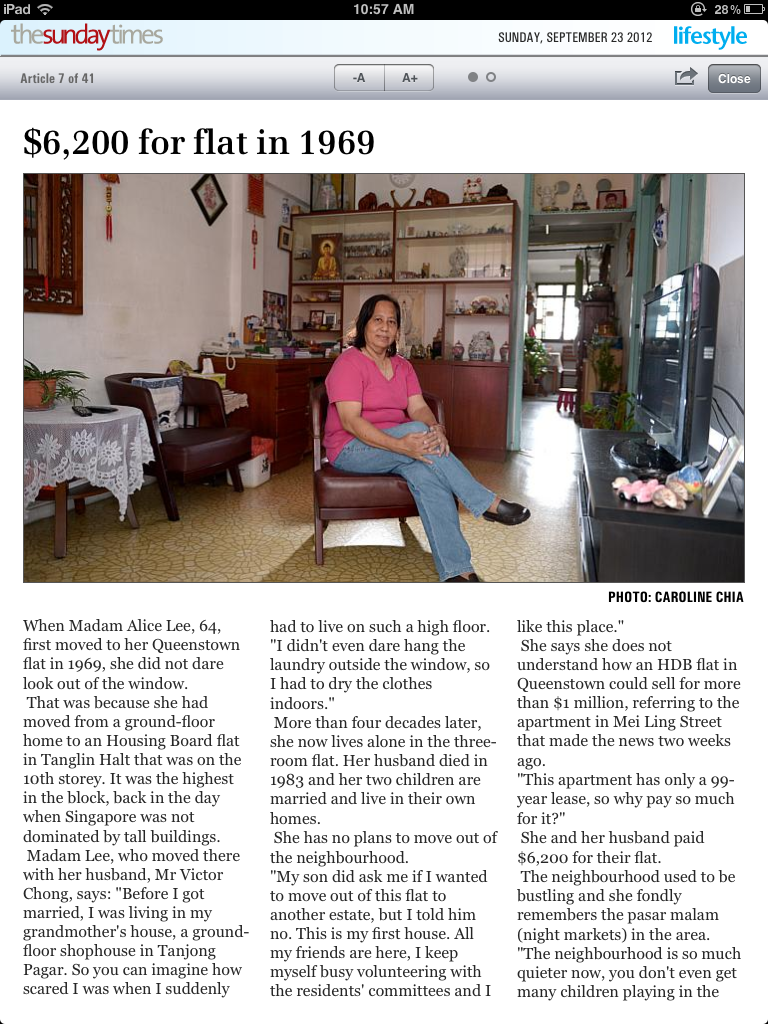 iPad
10:57 AM
28%
thesundaytimes
SUNDAY, SEPTEMBER 23 2012
lifestyle
Article 7 of 41
-A
A+
Close
$6,200 for flat in 1969
PHOTO: CAROLINE CHIA
When Madam Alice Lee, 64,
first moved to her Queenstown
flat in 1969, she did not dare
look out of the window.
That was because she had
moved from a ground-floor
home to an Housing Board flat
in Tanglin Halt that was on the
10th storey. It was the highest
in the block, back in the day
when Singapore was not
dominated by tall buildings.
Madam Lee, who moved there
with her husband, Mr Victor
Chong, says: "Before I got
married, I was living in my
grandmother's house, a ground-
floor shophouse in Tanjong
Pagar. So you can imagine how
scared I was when I suddenly
had to live on such a high floor.
"I didn't even dare hang the
laundry outside the window, so
I had to dry the clothes
indoors."
More than four decades later,
she now lives alone in the three-
room flat. Her husband died in
1983 and her two children are
married and live in their own
homes.
She has no plans to move out of
the neighbourhood.
"My son did ask me if I wanted
to move out of this flat to
another estate, but I told him
no. This is my first house. All
my friends are here, I keep
myself busy volunteering with
the residents' committees and I
like this place."
She says she does not
understand how an HDB flat in
Queenstown could sell for more
than $1 million, referring to the
apartment in Mei Ling Street
that made the news two weeks
ago.
"This apartment has only a 99-
year lease, so why pay so much
for it?"
She and her husband paid
$6,200 for their flat.
The neighbourhood used to be
bustling and she fondly
remembers the pasar malam
(night markets) in the area.
"The neighbourhood is so much
quieter now, you don't even get
many children playing in the